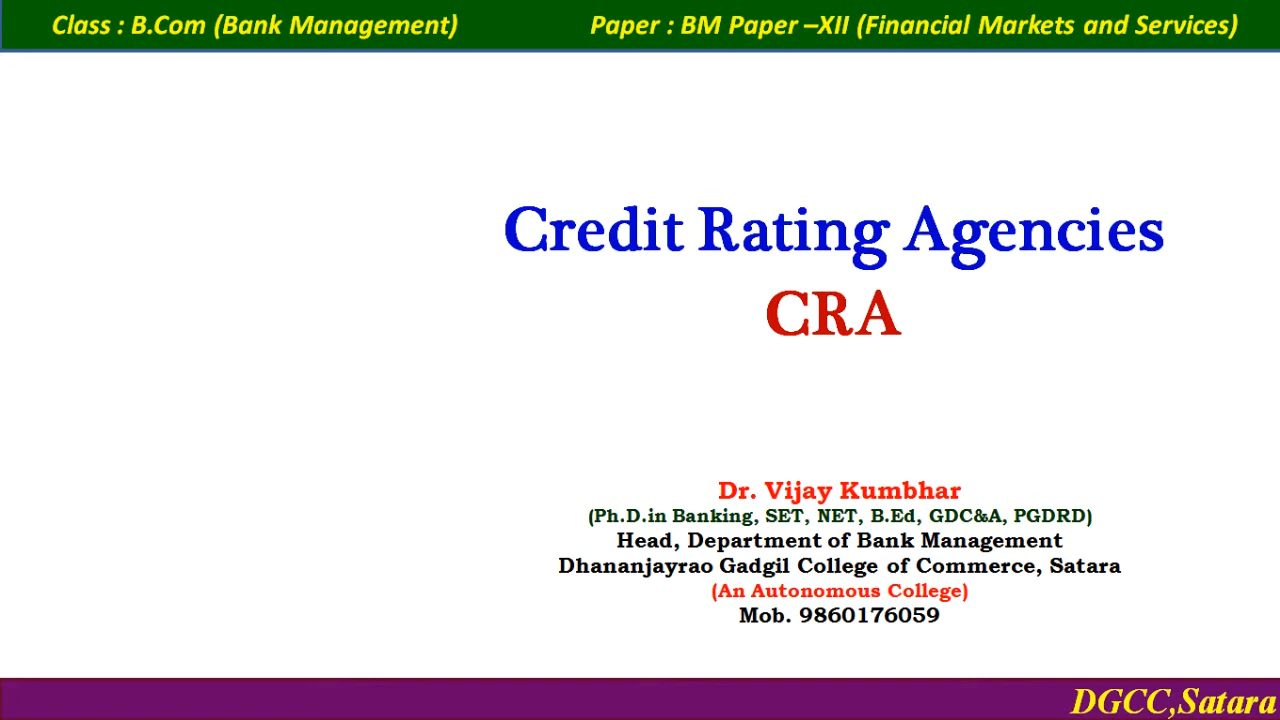 Class : B.Com (Bank Management) Paper : BM Paper –XII (Financial Markets and Services)
Credit Rating Agencies
CRA
Dr. Vijay Kumbhar
(Ph.D.in Banking, SET, NET, B.Ed, GDC&A, PGDRD)
Head, Department of Bank Management
Dhananjayrao Gadgil College of Commerce, Satara
(An Autonomous College)
Mob. 9860176059
DGCC,Satara